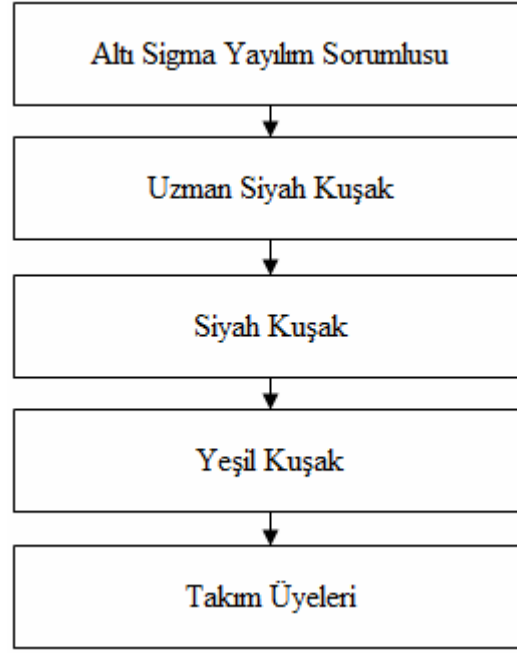 Altı Sigma Yayılım Sorumlusu
Uzman Siyah Kuşak
Siyah Kuşak
Yeşil Kuşak
Takım Üyeleri